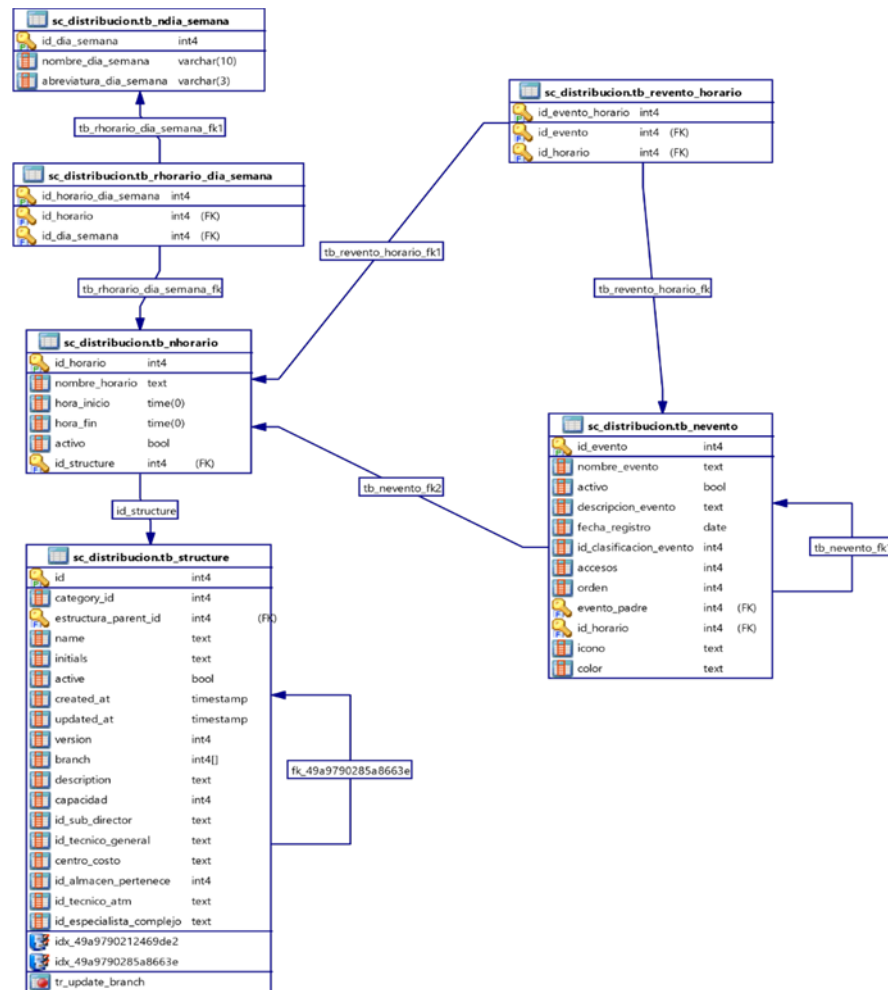 sc_distribucion.tb_ndia_semana
id_dia_semana int4
nombre_dia_semana varchar(10)
abreviatura_dia_semana varchar(3)
tb_rhorario_dia_semana_fk1
sc_distribucion.tb_rhorario_dia_semana
id_horario_dia_semana int4
id_horario int4 (FK)
id_dia_semana int4 (FK)
tb_rhorario_dia_semana_fk
sc_distribucion.tb_revento_horario
id_evento_horario int4
id_evento int4 (FK)
id_horario int4 (FK)
tb_revento_horario_fk1
tb_revento_horario_fk
sc_distribucion.tb_nhorario
id_horario int4
nombre_horario text
hora_inicio time(0)
hora_fin time(0)
activo bool
id_structure int4 (FK)
tb_nevento_fk2
id_structure
sc_distribucion.tb_nevento
id_evento int4
nombre_evento text
activo bool
descripcion_evento text
fecha_registro date
id_clasificacion_evento int4
accesos int4
orden int4
evento_padre int4 (FK)
id_horario int4 (FK)
icono text
color text
tb_nevento_fk1
sc_distribucion.tb_structure
id int4
category_id int4
estructura_parent_id int4 (FK)
name text
initials text
active bool
created_at timestamp
updated_at timestamp
version int4
branch int4[]
description text
capacidad int4
id_sub_director text
id_tecnico_general text
centro_costo text
id_almacen_pertenece int4
id_tecnico_atm text
id_especialista_complejo text
idx_49a9790212469de2
idx_49a9790285a8663e
tr_update_branch
fk_49a9790285a8663e